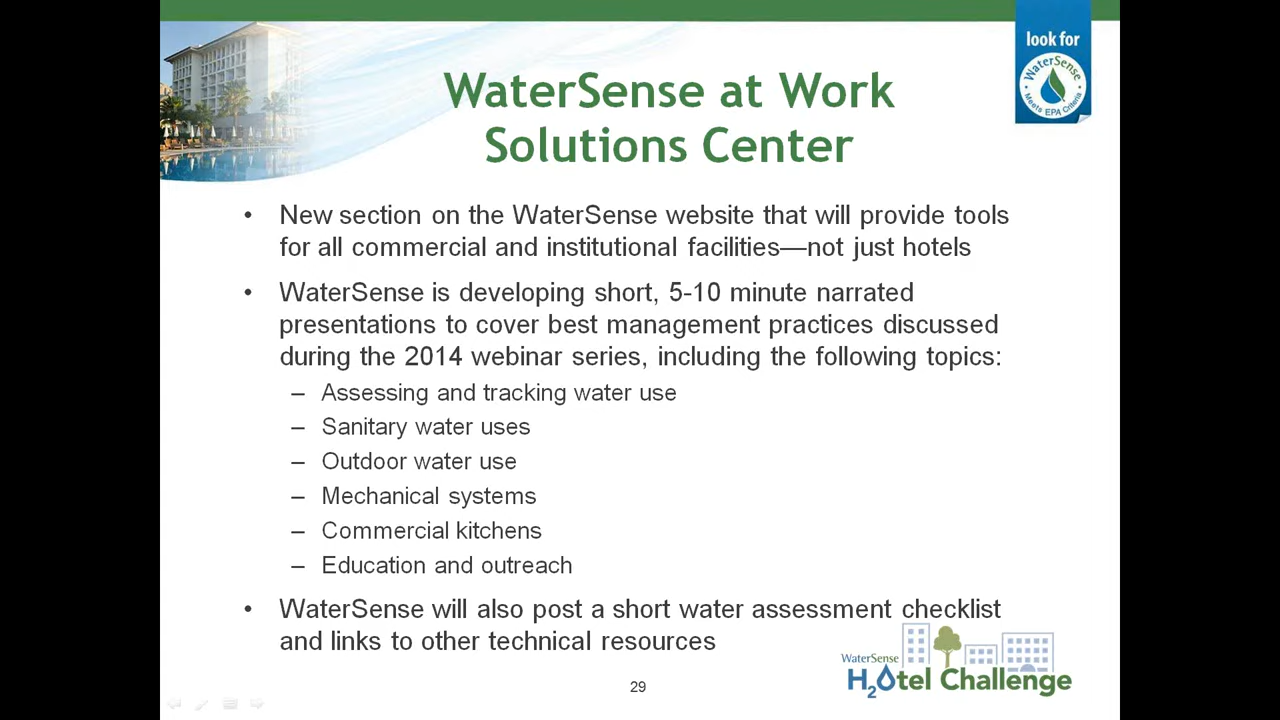 look for
WaterSense
Meets EPA Criteria
WaterSense at Work
Solutions Center
• New section on the WaterSense website that will provide tools
for all commercial and institutional facilities—not just hotels
• WaterSense is developing short, 5-10 minute narrated
presentations to cover best management practices discussed
during the 2014 webinar series, including the following topics:
– Assessing and tracking water use
– Sanitary water uses
– Outdoor water use
– Mechanical systems
– Commercial kitchens
– Education and outreach
• WaterSense will also post a short water assessment checklist
and links to other technical resources
WaterSense
H2Otel Challenge
29